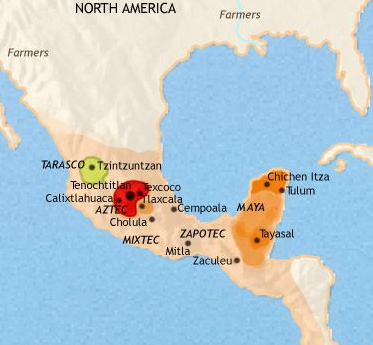 NORTH AMERICA
Farmers
Farmers
TARASCO
Tzintzuntzan
Chichen Itza
Tenochtitlan
Texcoco
Tulum
Calixtlahuaca
Tlaxcala
AZTEC
Cempoala
MAYA
Cholula
MIXTEC
ZAPOTEC
Tayasal
Mitla
Zaculeu